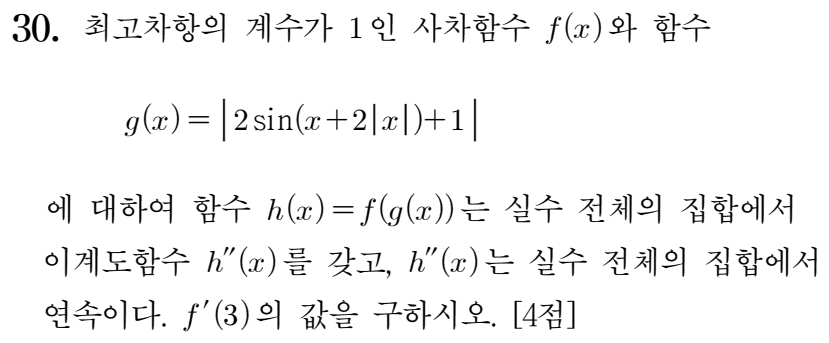 30. 최고차항의 계수가 1인 사차함수 f(x)와 함수
g(x)=|2sin(x+2|x|)+1|
에 대하여 함수 h(x)=f(g(x))는 실수 전체의 집합에서
이계도함수 h″(x)를 갖고, h″(x)는 실수 전체의 집합에서
연속이다. f′(3)의 값을 구하시오. [4점]